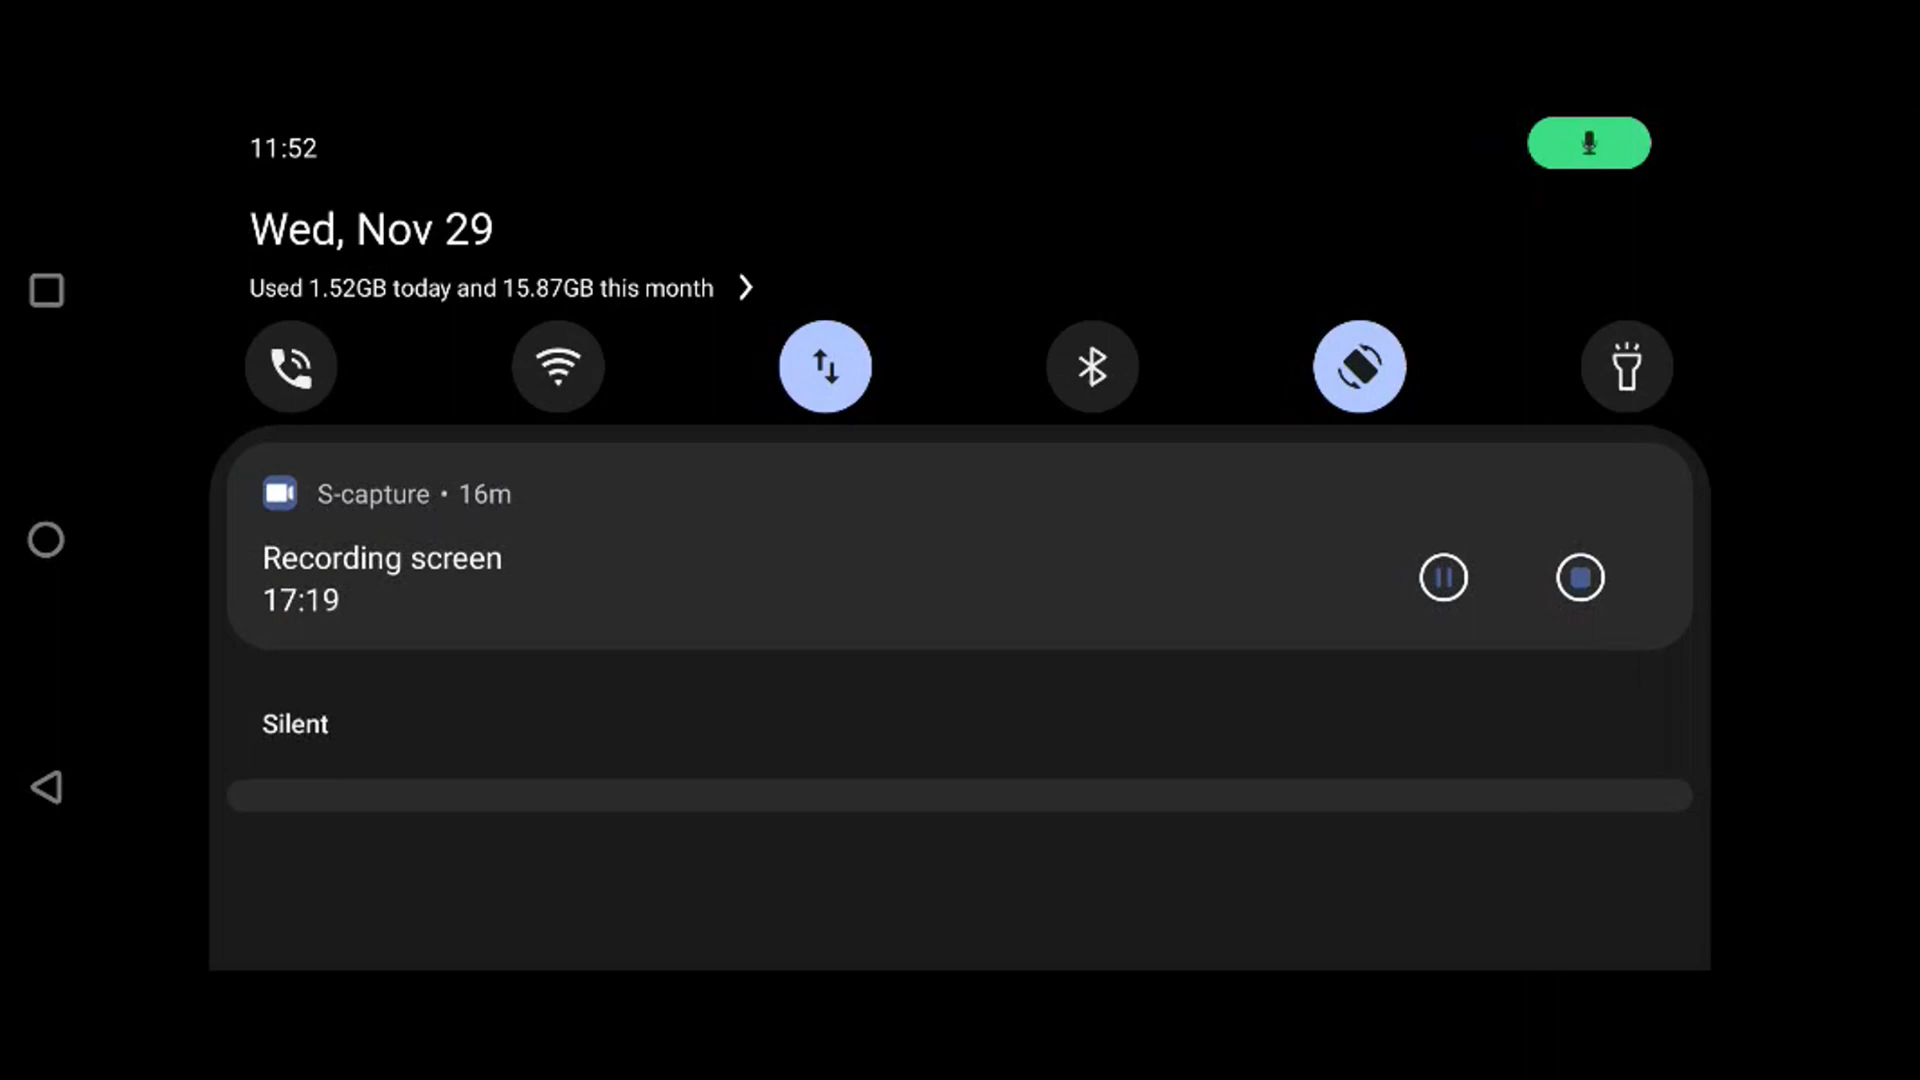 11:52
Wed, Nov 29
Used 1.52GB today and 15.87GB this month
S-capture • 16m
Recording screen
17:19
Silent